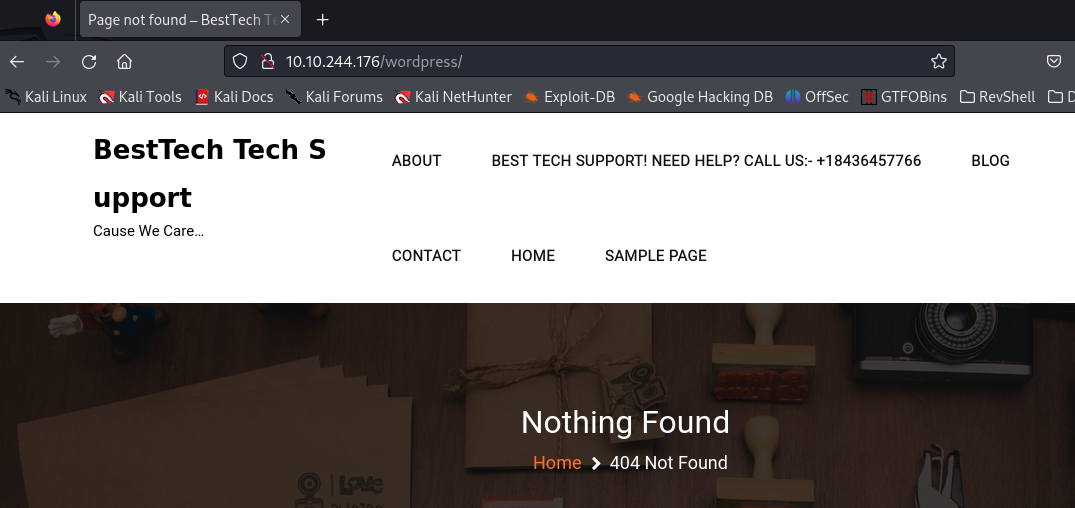 Page not found – BestTech Te
10.10.244.176/wordpress/
Kali Linux Kali Tools Kali Docs Kali Forums Kali NetHunter Exploit-DB Google Hacking DB OffSec GTFOBins RevShell D
BestTech Tech S
upport
Cause We Care…
ABOUT BEST TECH SUPPORT! NEED HELP? CALL US:- +18436457766 BLOG
CONTACT HOME SAMPLE PAGE
Nothing Found
Home 404 Not Found
LOVE